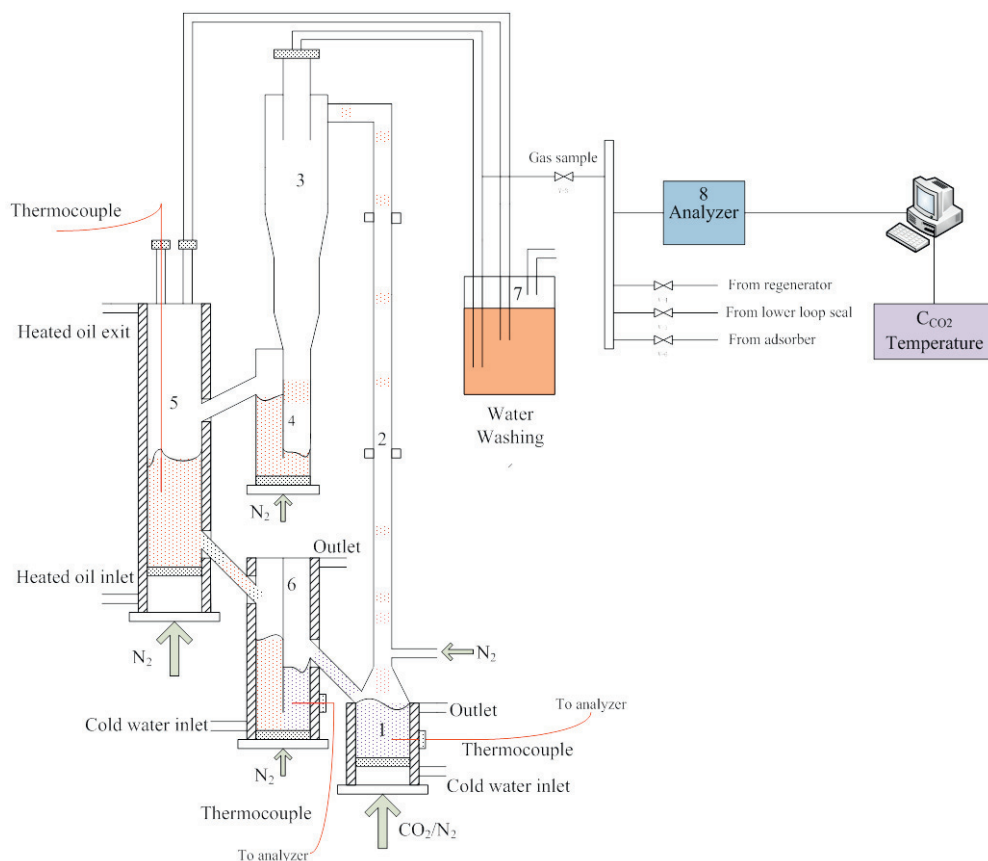 3
Gas sample
8
Analyzer
Thermocouple
7
From regenerator
From lower loop seal
From adsorber
C_CO2
Temperature
Heated oil exit
5
4
2
Water
Washing
N2
Outlet
6
Heated oil inlet
N2
N2
Cold water inlet
1
Outlet
To analyzer
Thermocouple
N2
Cold water inlet
Thermocouple
CO2/N2
To analyzer